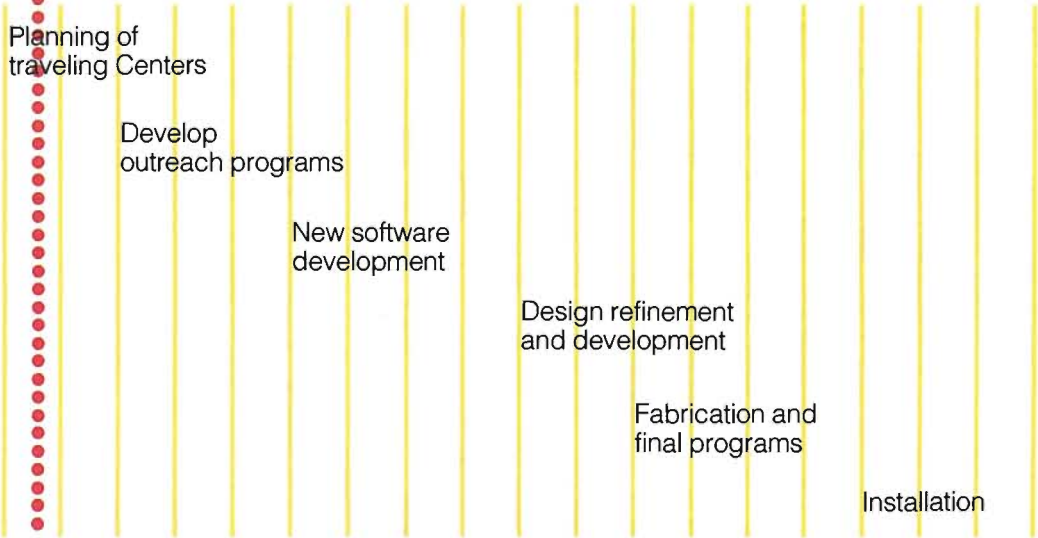 Planning of
traveling Centers
Develop
outreach programs
New software
development
Design refinement
and development
Fabrication and
final programs
Installation